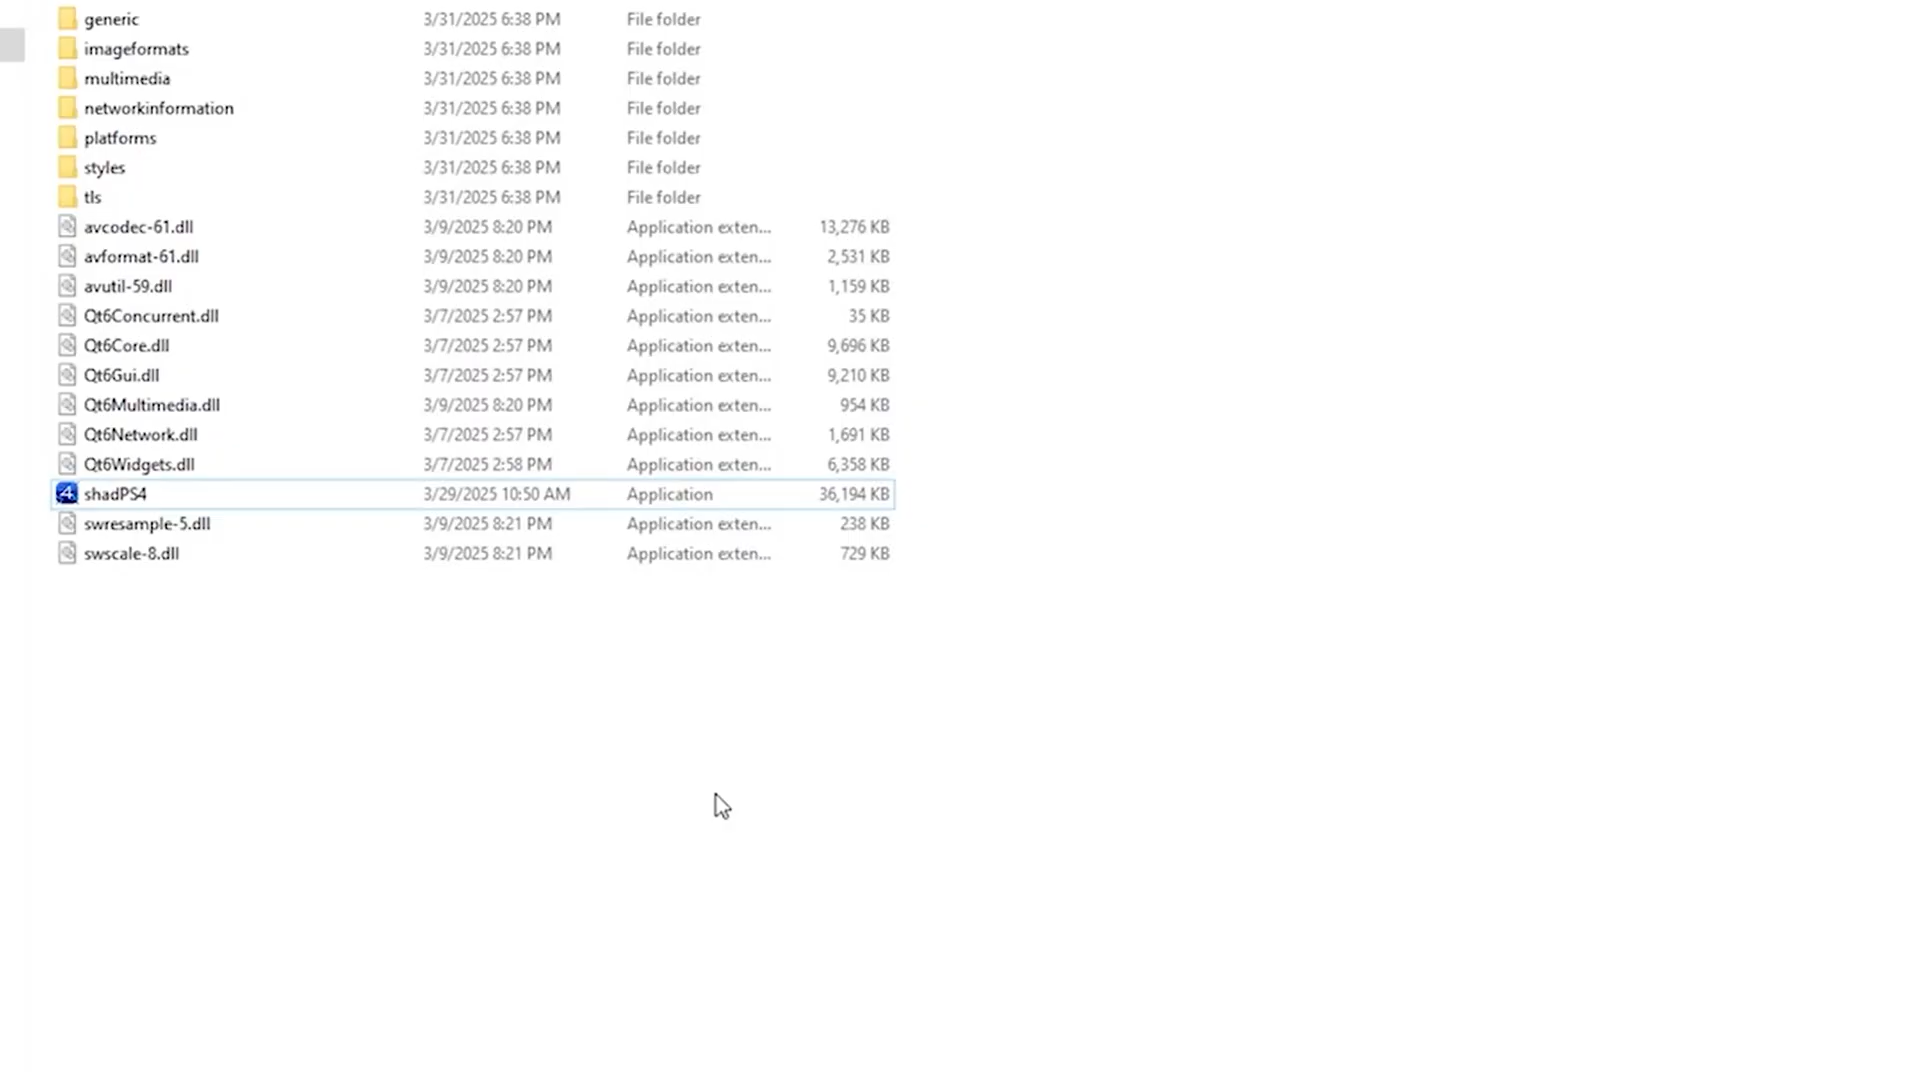 generic 3/31/2025 6:38 PM File folder
imageformats 3/31/2025 6:38 PM File folder
multimedia 3/31/2025 6:38 PM File folder
networkinformation 3/31/2025 6:38 PM File folder
platforms 3/31/2025 6:38 PM File folder
styles 3/31/2025 6:38 PM File folder
tls 3/31/2025 6:38 PM File folder
avcodec-61.dll 3/9/2025 8:20 PM Application exten... 13,276 KB
avformat-61.dll 3/9/2025 8:20 PM Application exten... 2,531 KB
avutil-59.dll 3/9/2025 8:20 PM Application exten... 1,159 KB
Qt6Concurrent.dll 3/7/2025 2:57 PM Application exten... 35 KB
Qt6Core.dll 3/7/2025 2:57 PM Application exten... 9,696 KB
Qt6Gui.dll 3/7/2025 2:57 PM Application exten... 9,210 KB
Qt6Multimedia.dll 3/9/2025 8:20 PM Application exten... 954 KB
Qt6Network.dll 3/7/2025 2:57 PM Application exten... 1,691 KB
Qt6Widgets.dll 3/7/2025 2:58 PM Application exten... 6,358 KB
4 shadPS4 3/29/2025 10:50 AM Application 36,194 KB
swresample-5.dll 3/9/2025 8:21 PM Application exten... 238 KB
swscale-8.dll 3/9/2025 8:21 PM Application exten... 729 KB